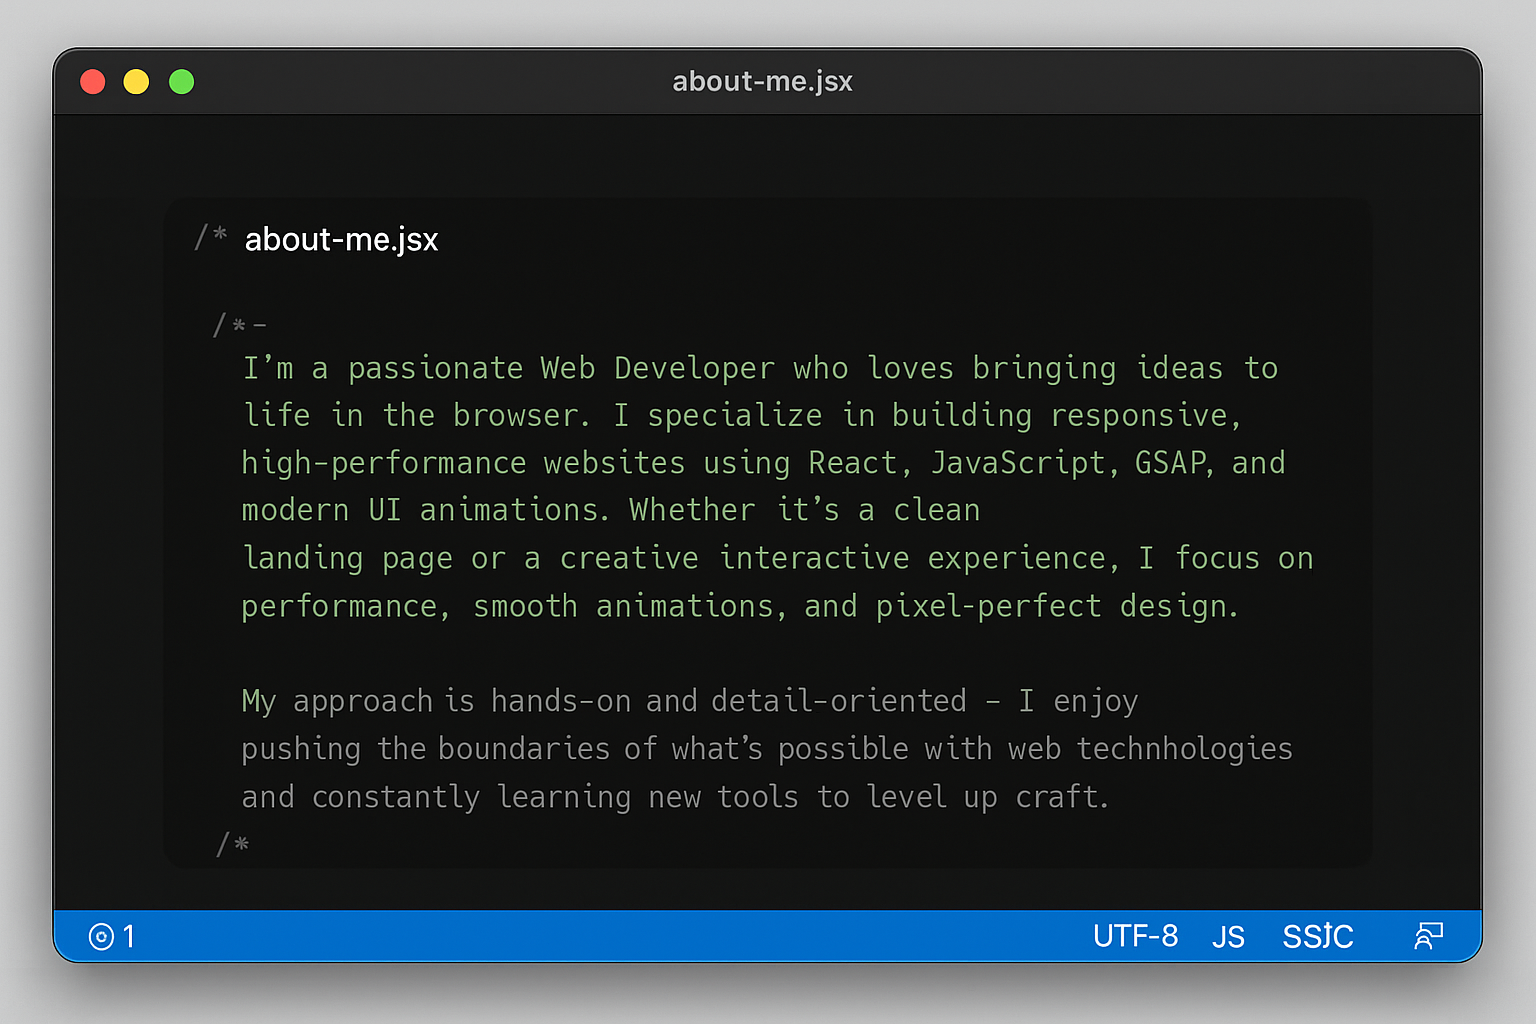 about-me.jsx
/* about-me.jsx
/*-
I’m a passionate Web Developer who loves bringing ideas to
life in the browser. I specialize in building responsive,
high-performance websites using React, JavaScript, GSAP, and
modern UI animations. Whether it’s a clean
landing page or a creative interactive experience, I focus on
performance, smooth animations, and pixel-perfect design.
My approach is hands-on and detail-oriented – I enjoy
pushing the boundaries of what’s possible with web technhologies
and constantly learning new tools to level up craft.
/*
1 UTF-8 JS